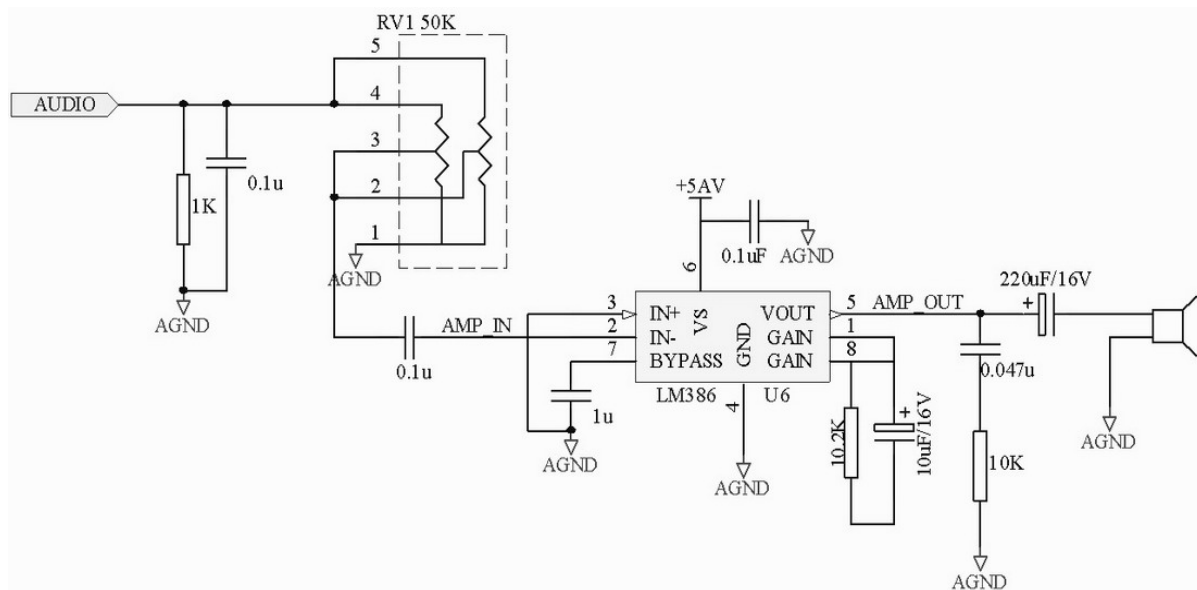 RV1 50K
5
AUDIO
4
3
0.1u
2
1K
1
AGND
AGND
+5AV
0.1uF
AGND
6
220uF/16V
3
IN+
VS
VOUT
5
AMP_OUT
+
AMP_IN
2
IN-
GND
GAIN
1
0.1u
7
BYPASS
GAIN
8
0.047u
LM386
U6
1u
4
10.2K
+
10uF/16V
AGND
AGND
10K
AGND
AGND